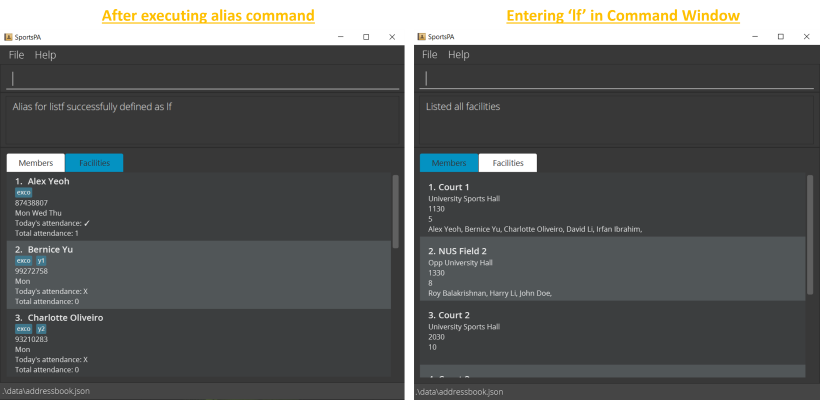 After executing alias command
SportsPA
File Help
Alias for listf successfully defined as lf
Members Facilities
1. Alex Yeoh
exco
87438807
Mon Wed Thu
Today's attendance: ✓
Total attendance: 1
2. Bernice Yu
exco y1
99272758
Mon
Today's attendance: X
Total attendance: 0
3. Charlotte Oliveiro
exco y2
93210283
Mon
Today's attendance: X
Total attendance: 0
.\data\addressbook.json
Entering ‘lf’ in Command Window
SportsPA
File Help
Listed all facilities
Members Facilities
1. Court 1
University Sports Hall
1130
5
Alex Yeoh, Bernice Yu, Charlotte Oliveiro, David Li, Irfan Ibrahim,
2. NUS Field 2
Opp University Hall
1330
8
Roy Balakrishnan, Harry Li, John Doe,
3. Court 2
University Sports Hall
2030
10
.\data\addressbook.json